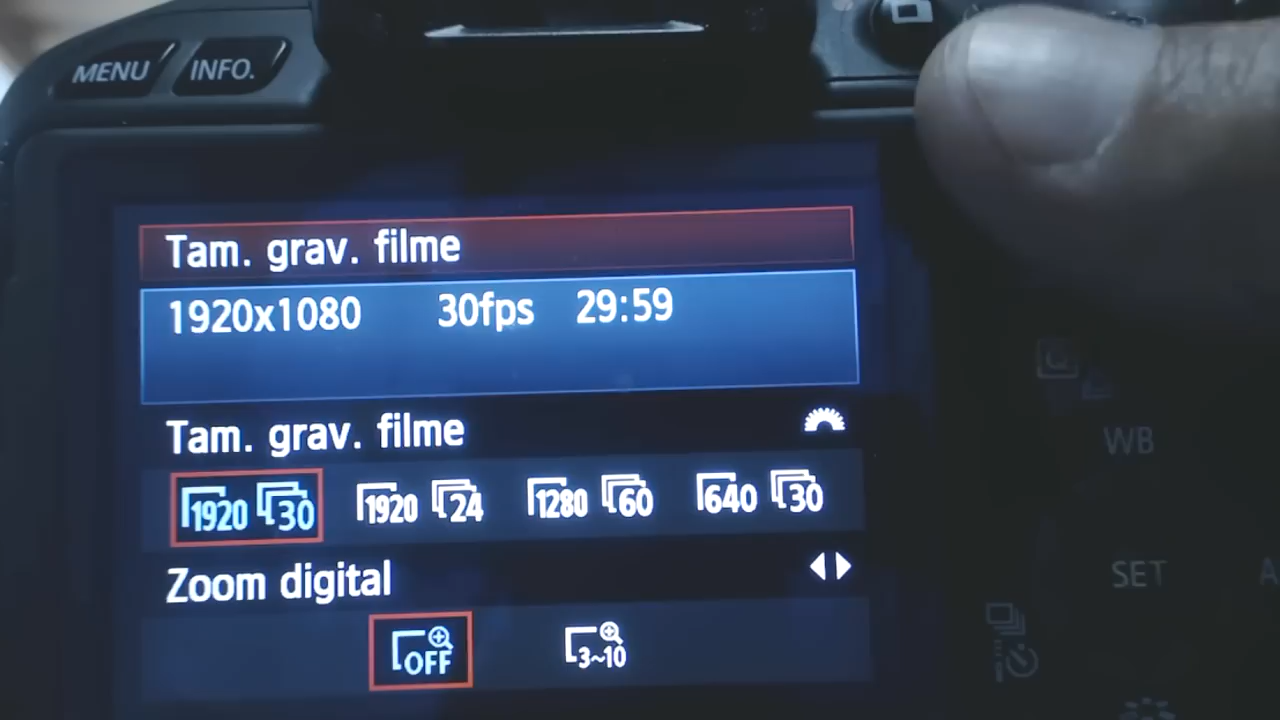 MENU INFO.
Tam. grav. filme
1920x1080 30fps 29:59
Tam. grav. filme
1920 30 1920 24 1280 60 640 30
Zoom digital
OFF 3~10
Q
WB
SET
A